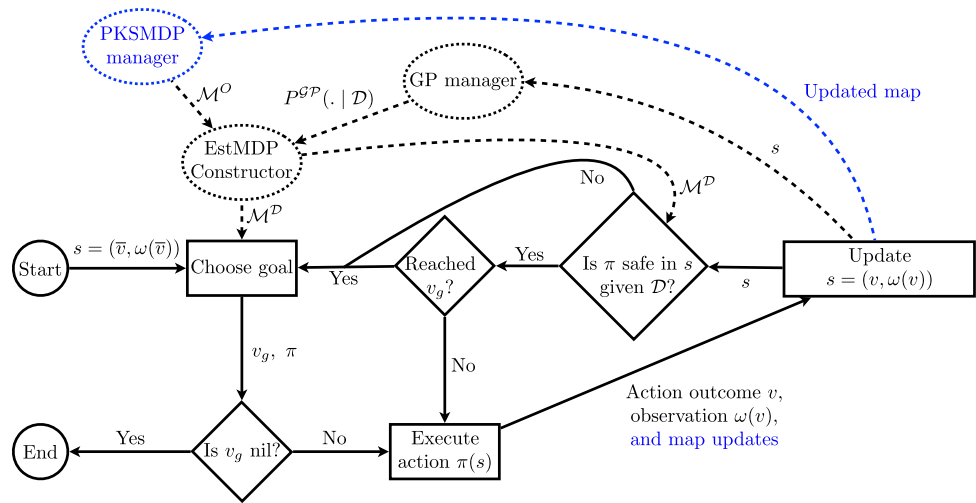 PKSMDP
manager
GP manager
Updated map
$\mathcal{M}^O$
$P^{\mathcal{GP}}(. \mid \mathcal{D})$
EstMDP
Constructor
$s$
No
$\mathcal{M}^{\mathcal{D}}$
$\mathcal{M}^{\mathcal{D}}$
Start
$s = (\overline{v}, \omega(\overline{v}))$
Choose goal
Yes
Reached
$v_g$?
Yes
Is $\pi$ safe in $s$
given $\mathcal{D}$?
$s$
Update
$s = (v, \omega(v))$
$v_g,\ \pi$
No
Action outcome $v$,
observation $\omega(v)$,
and map updates
End
Yes
Is $v_g$ nil?
No
Execute
action $\pi(s)$